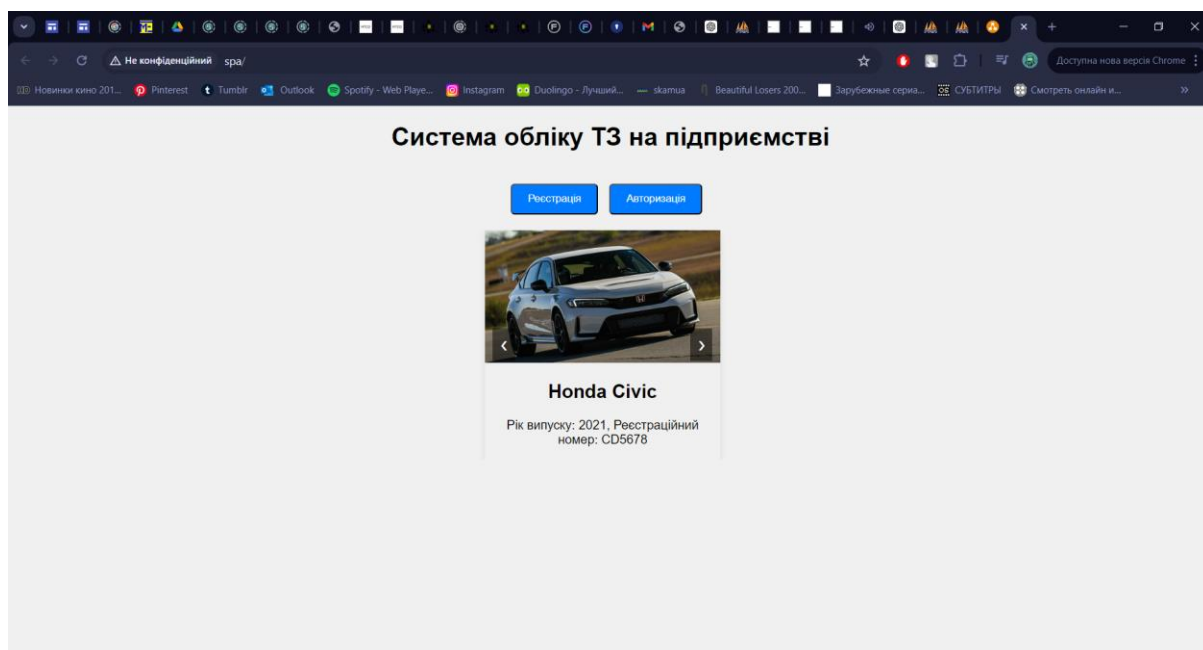 Не конфіденційний spa/
Доступна нова версія Chrome
Новинки кино 201... Pinterest Tumblr Outlook Spotify - Web Playe... Instagram Duolingo - Лучший... skamua Beautiful Losers 200... Зарубежные сериа... СУБТИТРЫ Смотреть онлайн и...
Система обліку ТЗ на підприємстві
Реєстрація Авторизація
Honda Civic
Рік випуску: 2021, Реєстраційний
номер: CD5678